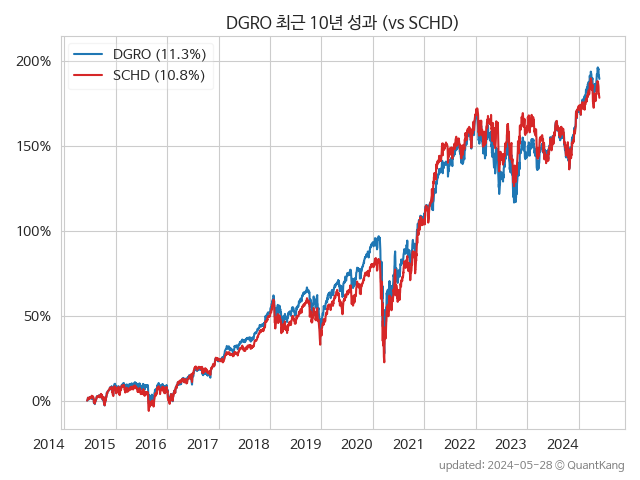 DGRO 최근 10년 성과 (vs SCHD)
DGRO (11.3%)
SCHD (10.8%)
200%
150%
100%
50%
0%
2014 2015 2016 2017 2018 2019 2020 2021 2022 2023 2024
updated: 2024-05-28 © QuantKang